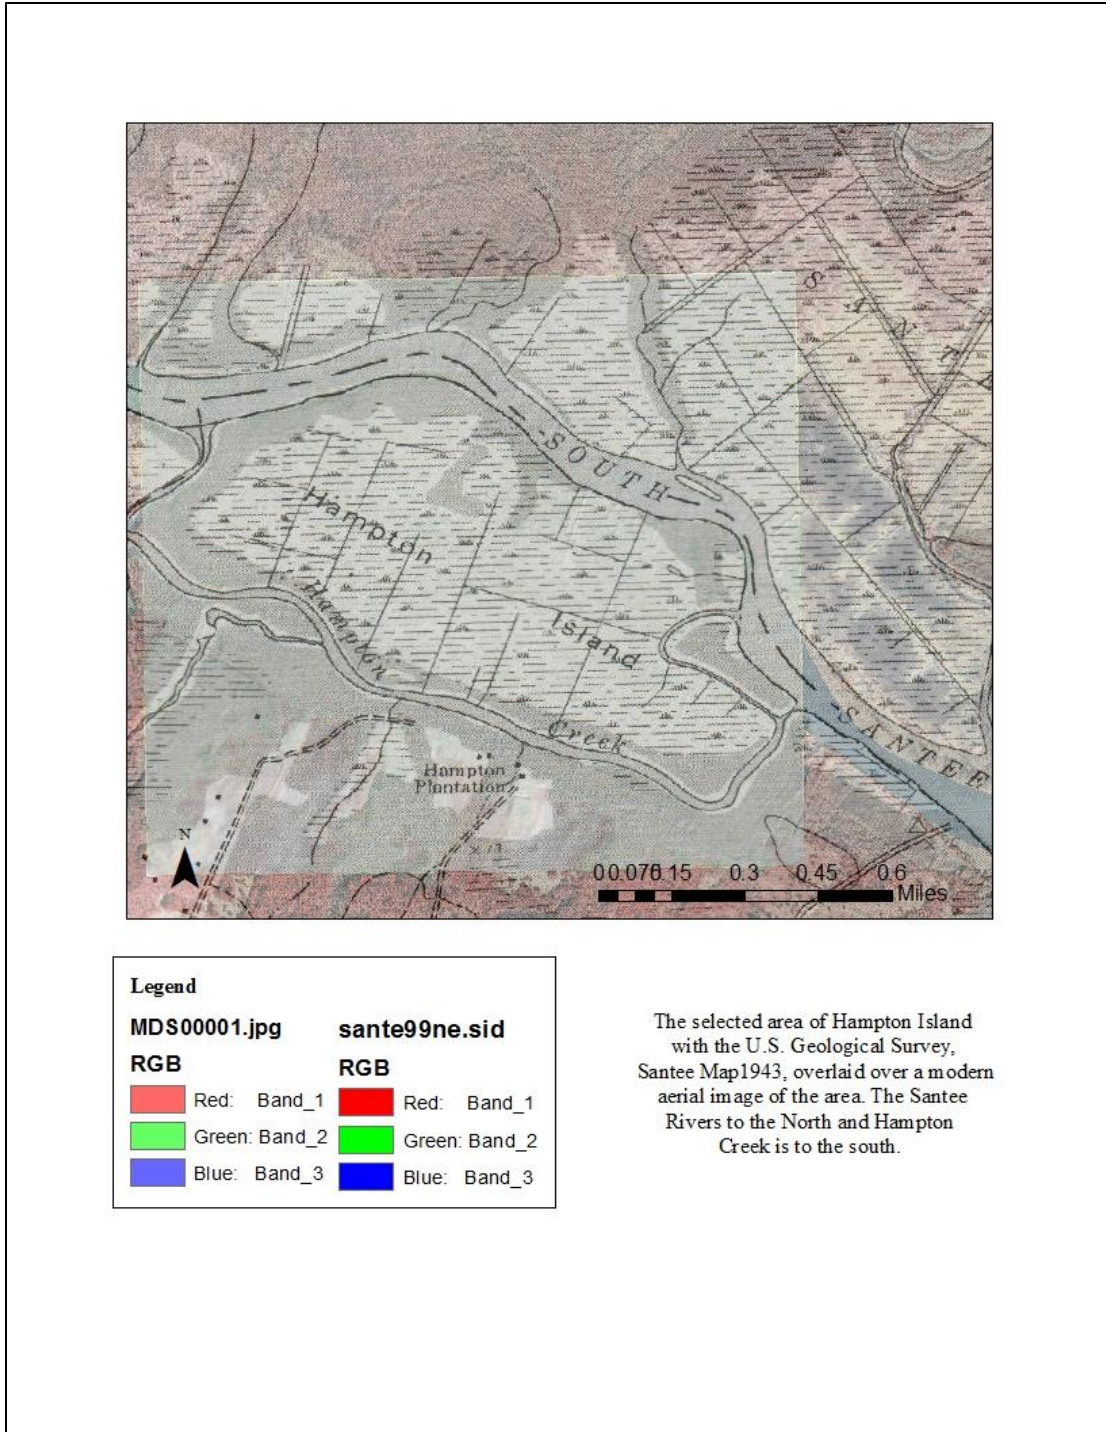 SANTE
SOUTH
Hampton
Island
Hampton
Creek
SANTEE
Hampton
Plantation
x 13
N
0 0.075 0.15 0.3 0.45 0.6
Miles
Legend
MDS00001.jpg sante99ne.sid
RGB RGB
Red: Band_1 Red: Band_1
Green: Band_2 Green: Band_2
Blue: Band_3 Blue: Band_3
The selected area of Hampton Island
with the U.S. Geological Survey,
Santee Map1943, overlaid over a modern
aerial image of the area. The Santee
Rivers to the North and Hampton
Creek is to the south.